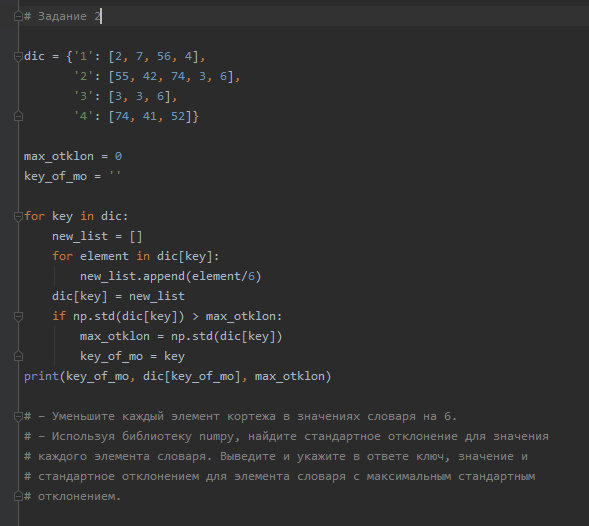 # Задание 2
dic = {'1': [2, 7, 56, 4],
       '2': [55, 42, 74, 3, 6],
       '3': [3, 3, 6],
       '4': [74, 41, 52]}
max_otklon = 0
key_of_mo = ''
for key in dic:
    new_list = []
    for element in dic[key]:
        new_list.append(element/6)
    dic[key] = new_list
    if np.std(dic[key]) > max_otklon:
        max_otklon = np.std(dic[key])
        key_of_mo = key
print(key_of_mo, dic[key_of_mo], max_otklon)
# – Уменьшите каждый элемент кортежа в значениях словаря на 6.
# – Используя библиотеку numpy, найдите стандартное отклонение для значения
# каждого элемента словаря. Выведите и укажите в ответе ключ, значение и
# стандартное отклонением для элемента словаря с максимальным стандартным
# отклонением.